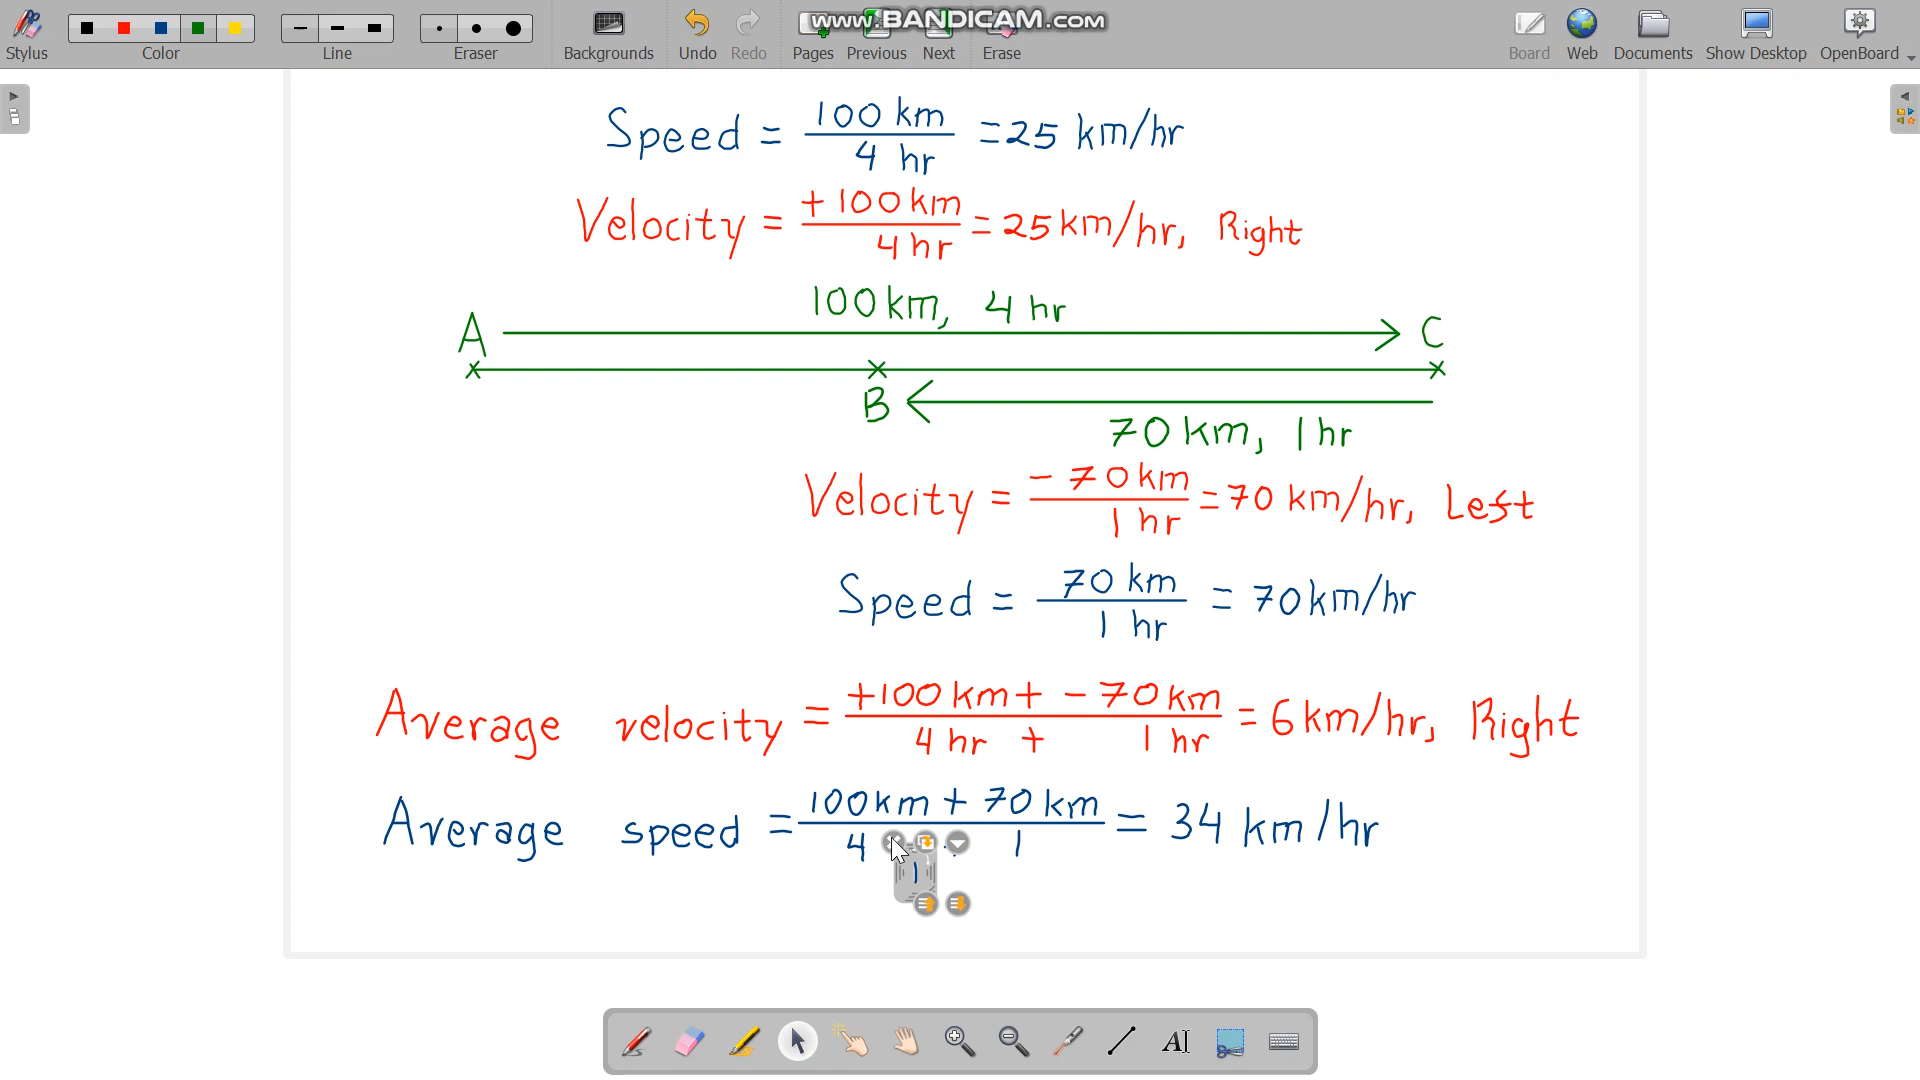 www.BANDICAM.com
Stylus Color Line Eraser Backgrounds Undo Redo Pages Previous Next Erase Board Web Documents Show Desktop OpenBoard
Speed = 100 km / 4 hr = 25 km/hr
Velocity = +100 km / 4 hr = 25 km/hr, Right
100 km, 4 hr
A C
B
70 km, 1 hr
Velocity = -70 km / 1 hr = 70 km/hr, Left
Speed = 70 km / 1 hr = 70 km/hr
Average velocity = +100 km + -70 km / 4 hr + 1 hr = 6 km/hr, Right
Average speed = 100 km + 70 km / 4 1 = 34 km/hr
1
AI